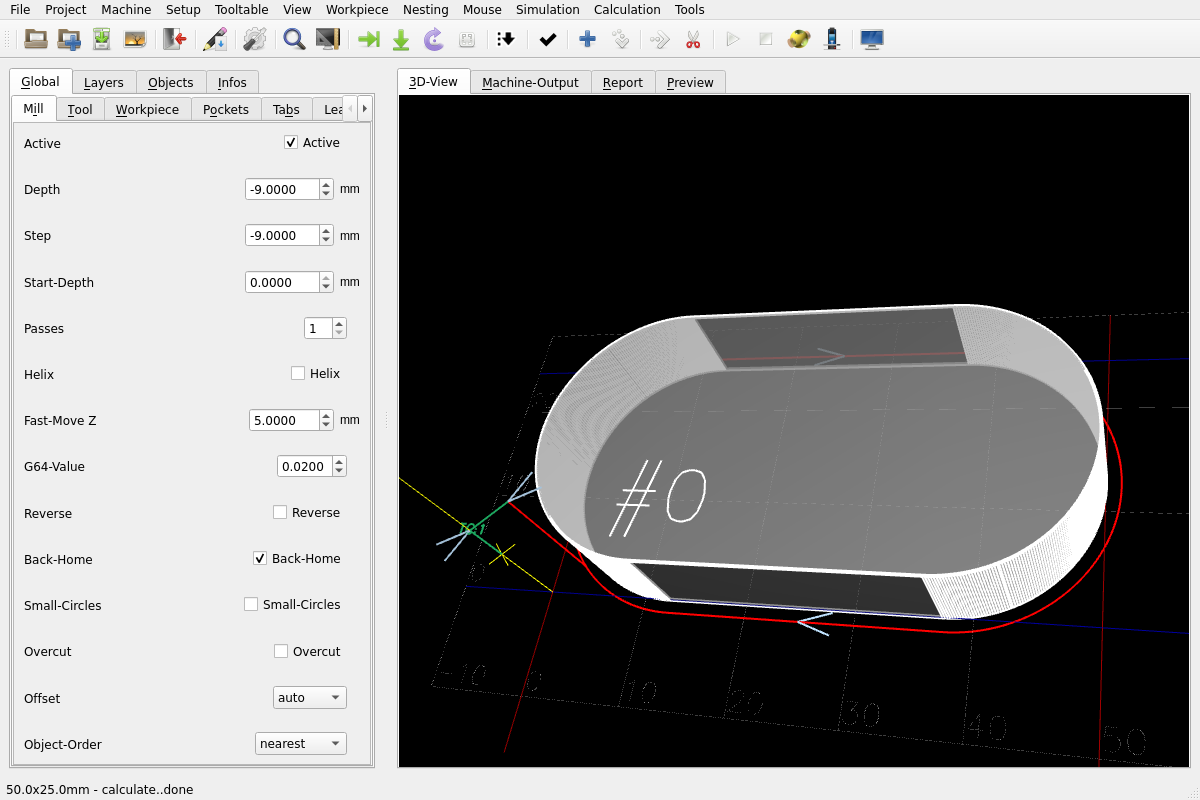 File Project Machine Setup Tooltable View Workpiece Nesting Mouse Simulation Calculation Tools
Global Layers Objects Infos
3D-View Machine-Output Report Preview
Mill Tool Workpiece Pockets Tabs Lea
Active Active
Depth -9.0000 mm
Step -9.0000 mm
Start-Depth 0.0000 mm
Passes 1
Helix Helix
Fast-Move Z 5.0000 mm
G64-Value 0.0200
Reverse Reverse
Back-Home Back-Home
Small-Circles Small-Circles
Overcut Overcut
Offset auto
Object-Order nearest
#0
0
-10 0 10 20 30 40 50
50.0x25.0mm - calculate..done